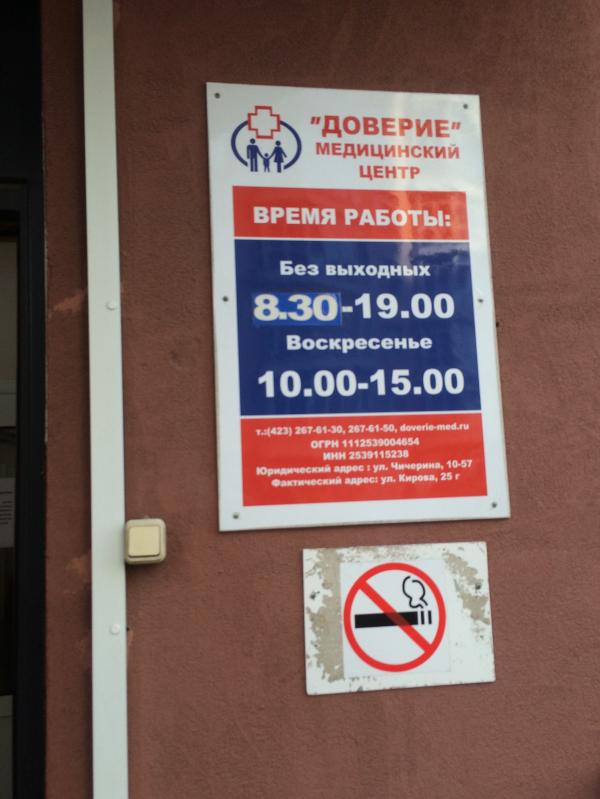 "ДОВЕРИЕ"
МЕДИЦИНСКИЙ
ЦЕНТР
ВРЕМЯ РАБОТЫ:
Без выходных
8.30-19.00
Воскресенье
10.00-15.00
т.:(423) 267-61-30, 267-61-50, doverie-med.ru
ОГРН 1112539004654
ИНН 2539115238
Юридический адрес : ул. Чичерина, 10-57
Фактический адрес: ул. Кирова, 25 г